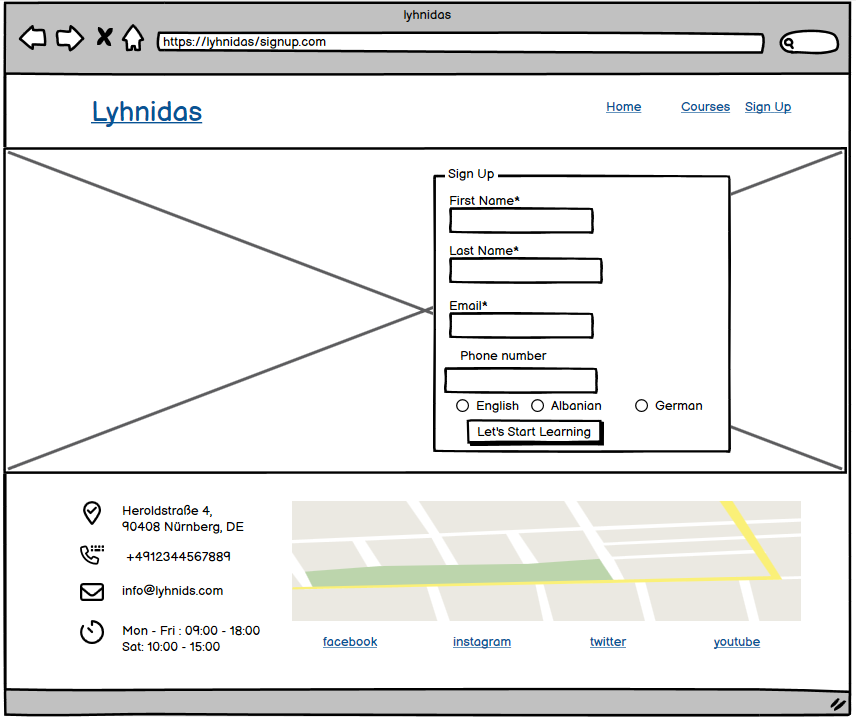 lyhnidas
https://lyhnidas/signup.com
Lyhnidas
Home Courses Sign Up
Sign Up
First Name*
Last Name*
Email*
Phone number
English Albanian German
Let's Start Learning
Heroldstraße 4,
90408 Nürnberg, DE
+4912344567889
info@lyhnids.com
Mon - Fri : 09:00 - 18:00
Sat: 10:00 - 15:00
facebook instagram twitter youtube